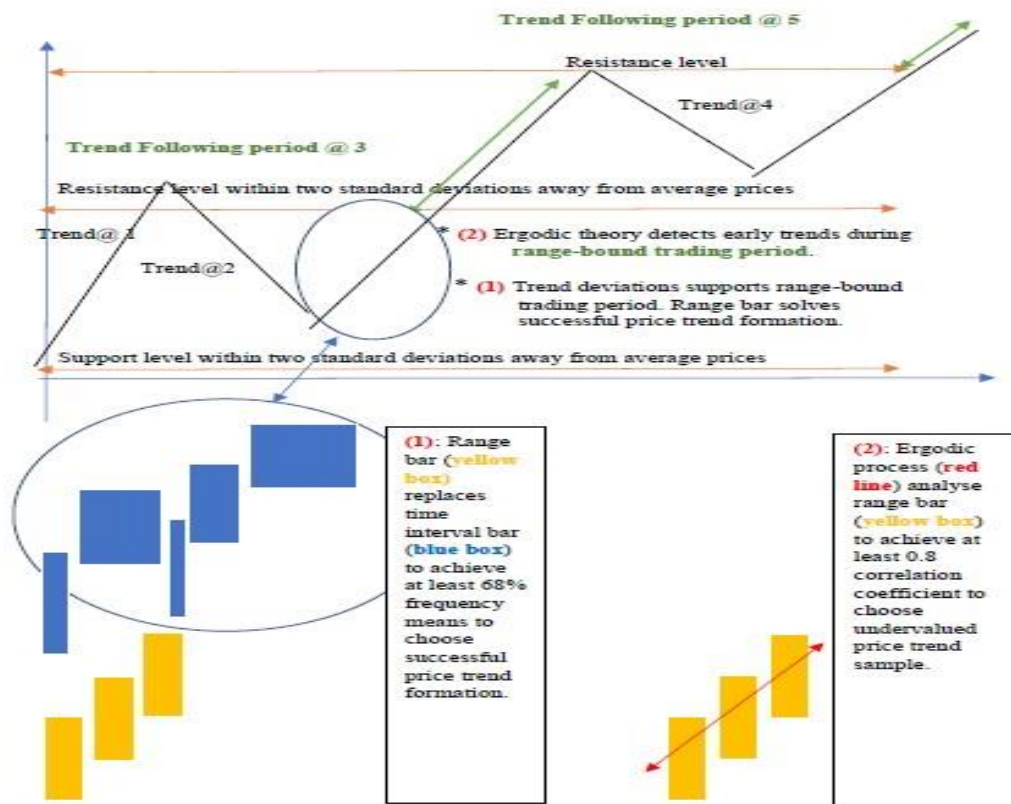 Trend Following period @ 5
Resistance level
Trend@4
Trend Following period @ 3
Resistance level within two standard deviations away from average prices
Trend@ 1
* (2) Ergodic theory detects early trends during
range-bound trading period.
Trend@2
* (1) Trend deviations supports range-bound
trading period. Range bar solves
successful price trend formation.
Support level within two standard deviations away from average prices
(1): Range
bar (yellow
box)
replaces
time
interval bar
(blue box)
to achieve
at least 68%
frequency
means to
choose
successful
price trend
formation.
(2): Ergodic
process (red
line) analyse
range bar
(yellow box)
to achieve at
least 0.8
correlation
coefficient to
choose
undervalued
price trend
sample.